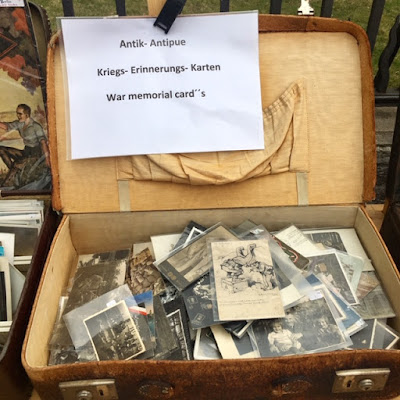 Antik- Antipue
Kriegs- Erinnerungs- Karten
War memorial card´´s